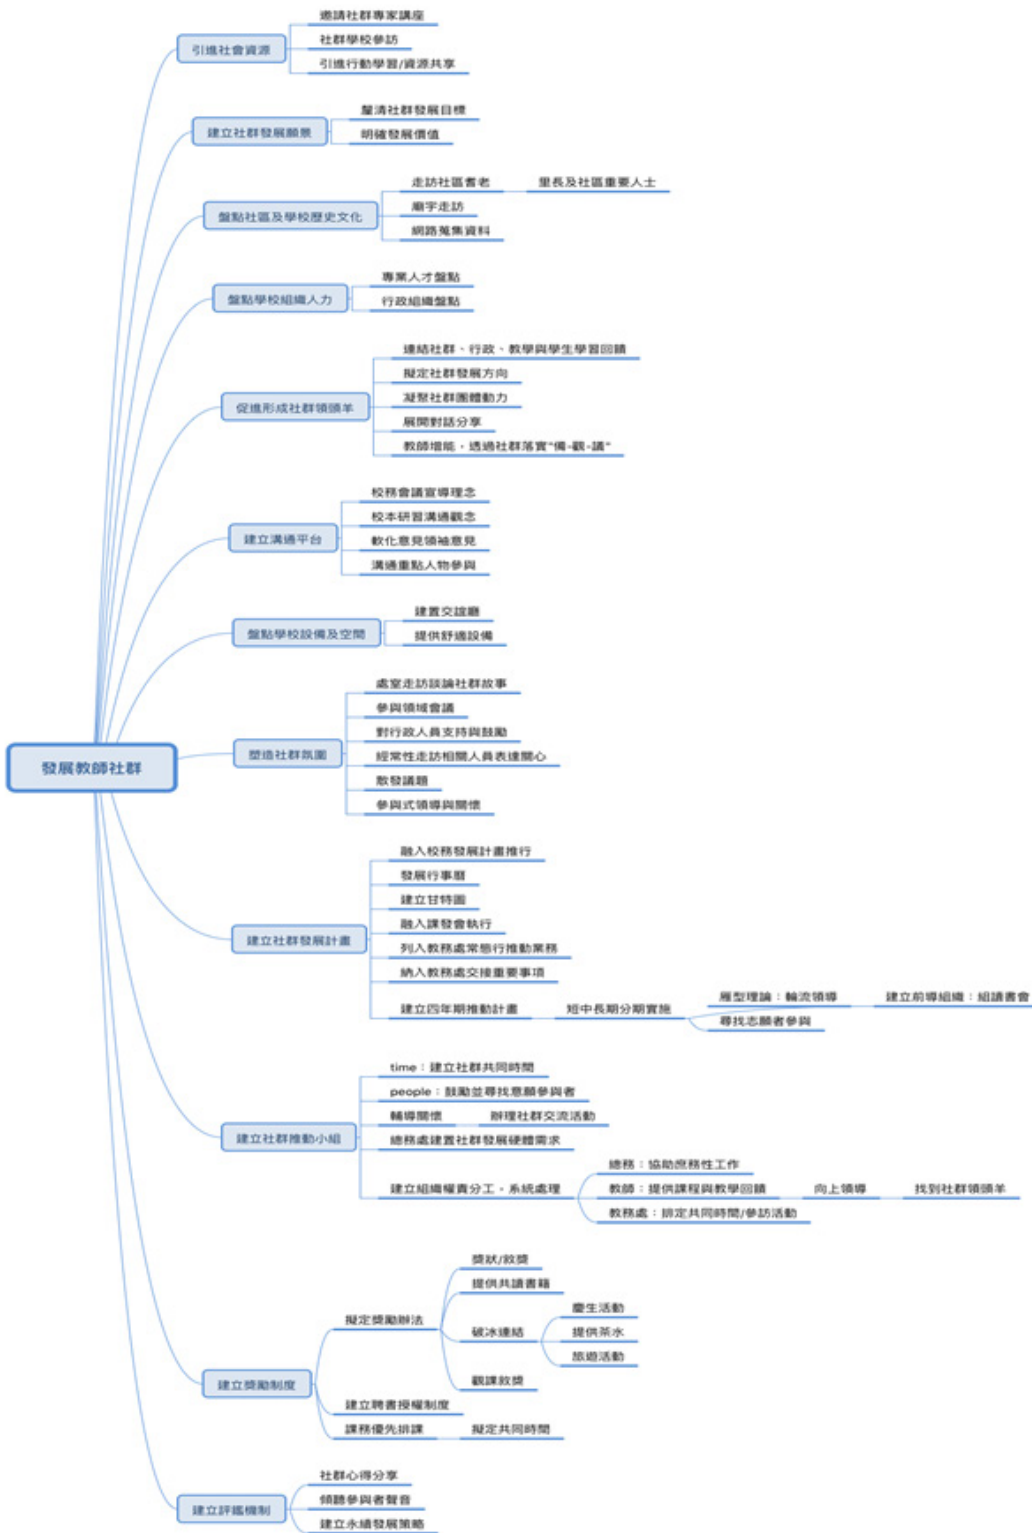 發展教師社群
引進社會資源
邀請社群專家講座
社群學校參訪
引進行動學習/資源共享
建立社群發展願景
釐清社群發展目標
明確發展價值
盤點社區及學校歷史文化
走訪社區耆老
里長及社區重要人士
廟宇走訪
網路蒐集資料
盤點學校組織人力
專業人才盤點
行政組織盤點
促進形成社群領頭羊
連結社群、行政、教學與學生學習回饋
擬定社群發展方向
凝聚社群團體動力
展開對話分享
教師增能，透過社群落實"備-觀-議"
建立溝通平台
校務會議宣導理念
校本研習溝通觀念
軟化意見領袖意見
溝通重點人物參與
盤點學校設備及空間
建置交誼廳
提供舒適設備
塑造社群氛圍
處室走訪談論社群故事
參與領域會議
對行政人員支持與鼓勵
經常性走訪相關人員表達關心
散發議題
參與式領導與關懷
建立社群發展計畫
融入校務發展計畫推行
發展行事曆
建立甘特圖
融入課發會執行
列入教務處常態行推動業務
納入教務處交接重要事項
建立四年期推動計畫
短中長期分期實施
雁型理論：輪流領導
建立前導組織：組讀書會
尋找志願者參與
建立社群推動小組
time：建立社群共同時間
people：鼓勵並尋找意願參與者
輔導關懷
辦理社群交流活動
總務處建置社群發展硬體需求
建立組織權責分工，系統處理
總務：協助庶務性工作
教師：提供課程與教學回饋
向上領導
找到社群領頭羊
教務處：排定共同時間/參訪活動
建立獎勵制度
擬定獎勵辦法
獎狀/敘獎
提供共讀書籍
破冰連結
慶生活動
提供茶水
旅遊活動
觀課敘獎
建立聘書授權制度
課務優先排課
擬定共同時間
建立評鑑機制
社群心得分享
傾聽參與者聲音
建立永續發展策略